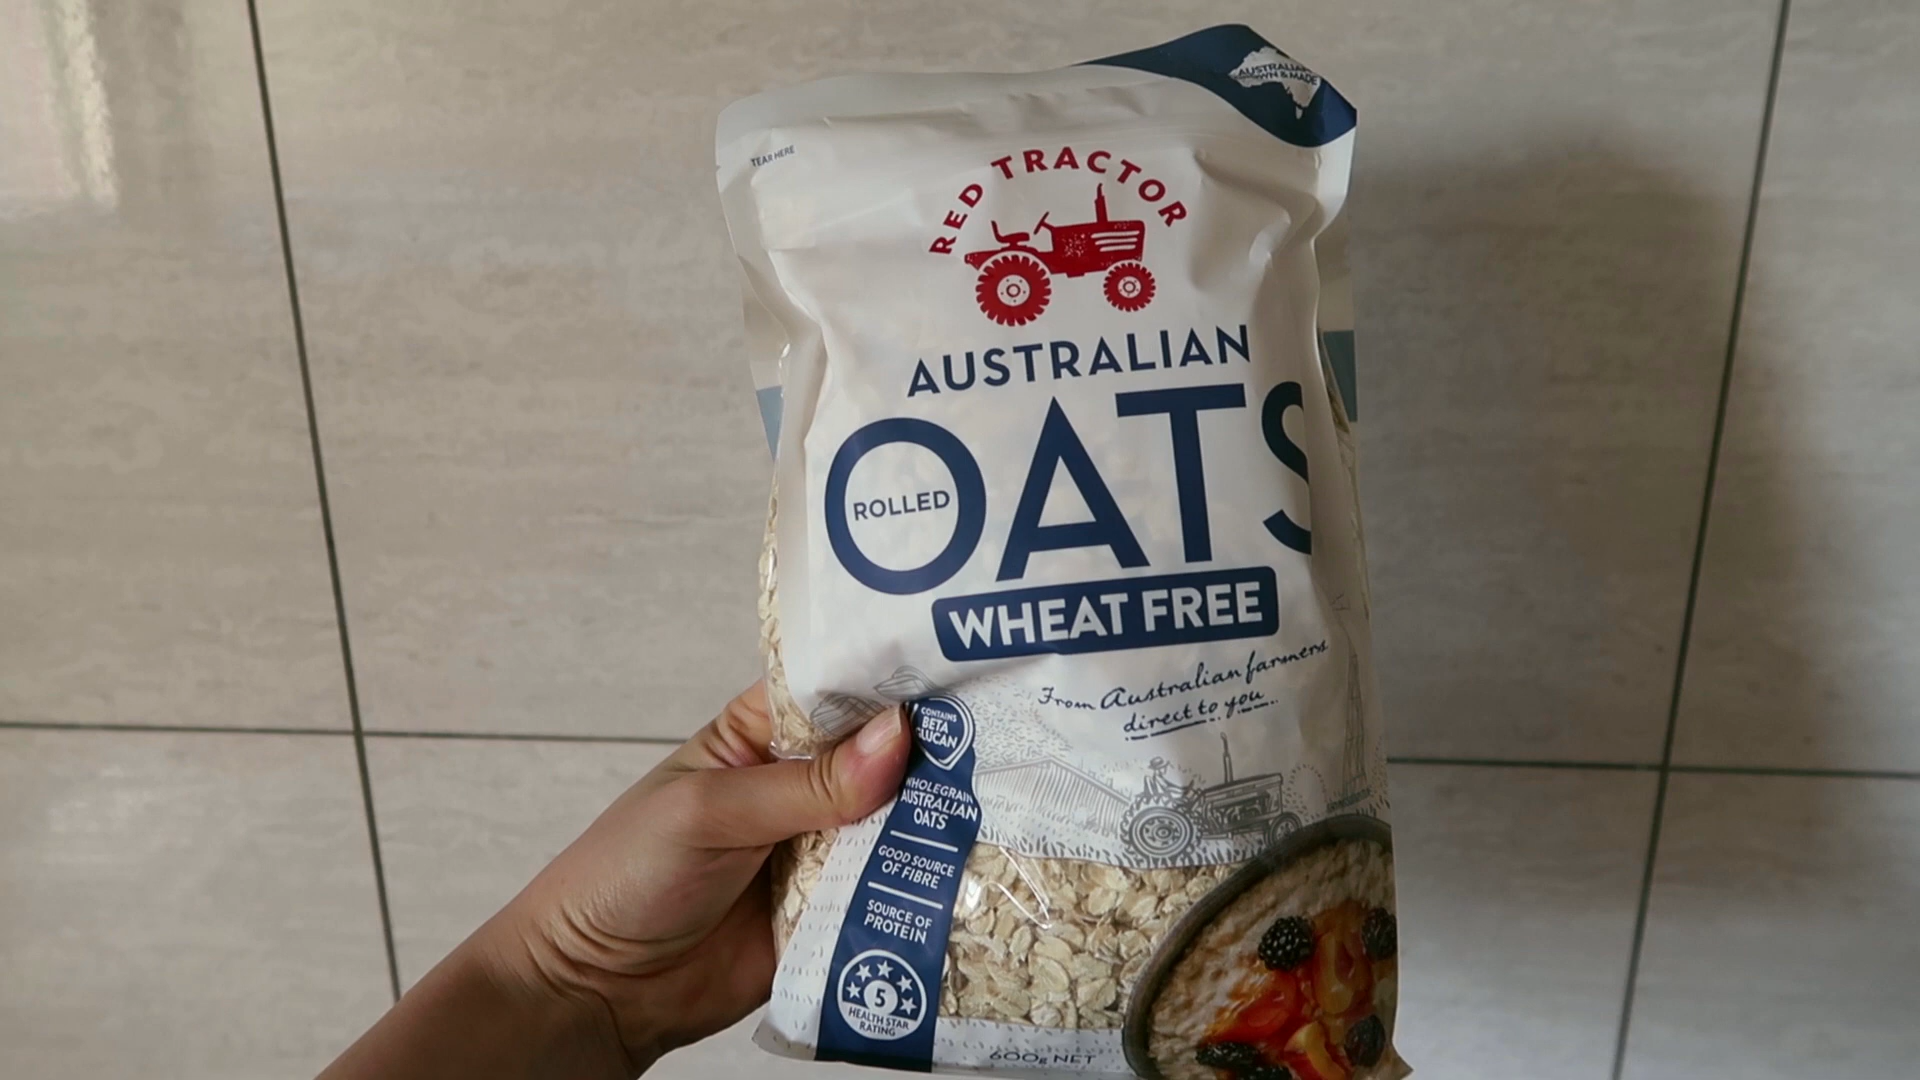 AUSTRALIAN
& MADE
TEAR HERE
RED TRACTOR
AUSTRALIAN
OATS
ROLLED
WHEAT FREE
From Australian farmers
direct to you...
CONTAINS
BETA
GLUCAN
WHOLEGRAIN
AUSTRALIAN
OATS
GOOD SOURCE
OF FIBRE
SOURCE OF
PROTEIN
5
HEALTH STAR
RATING
600g NET